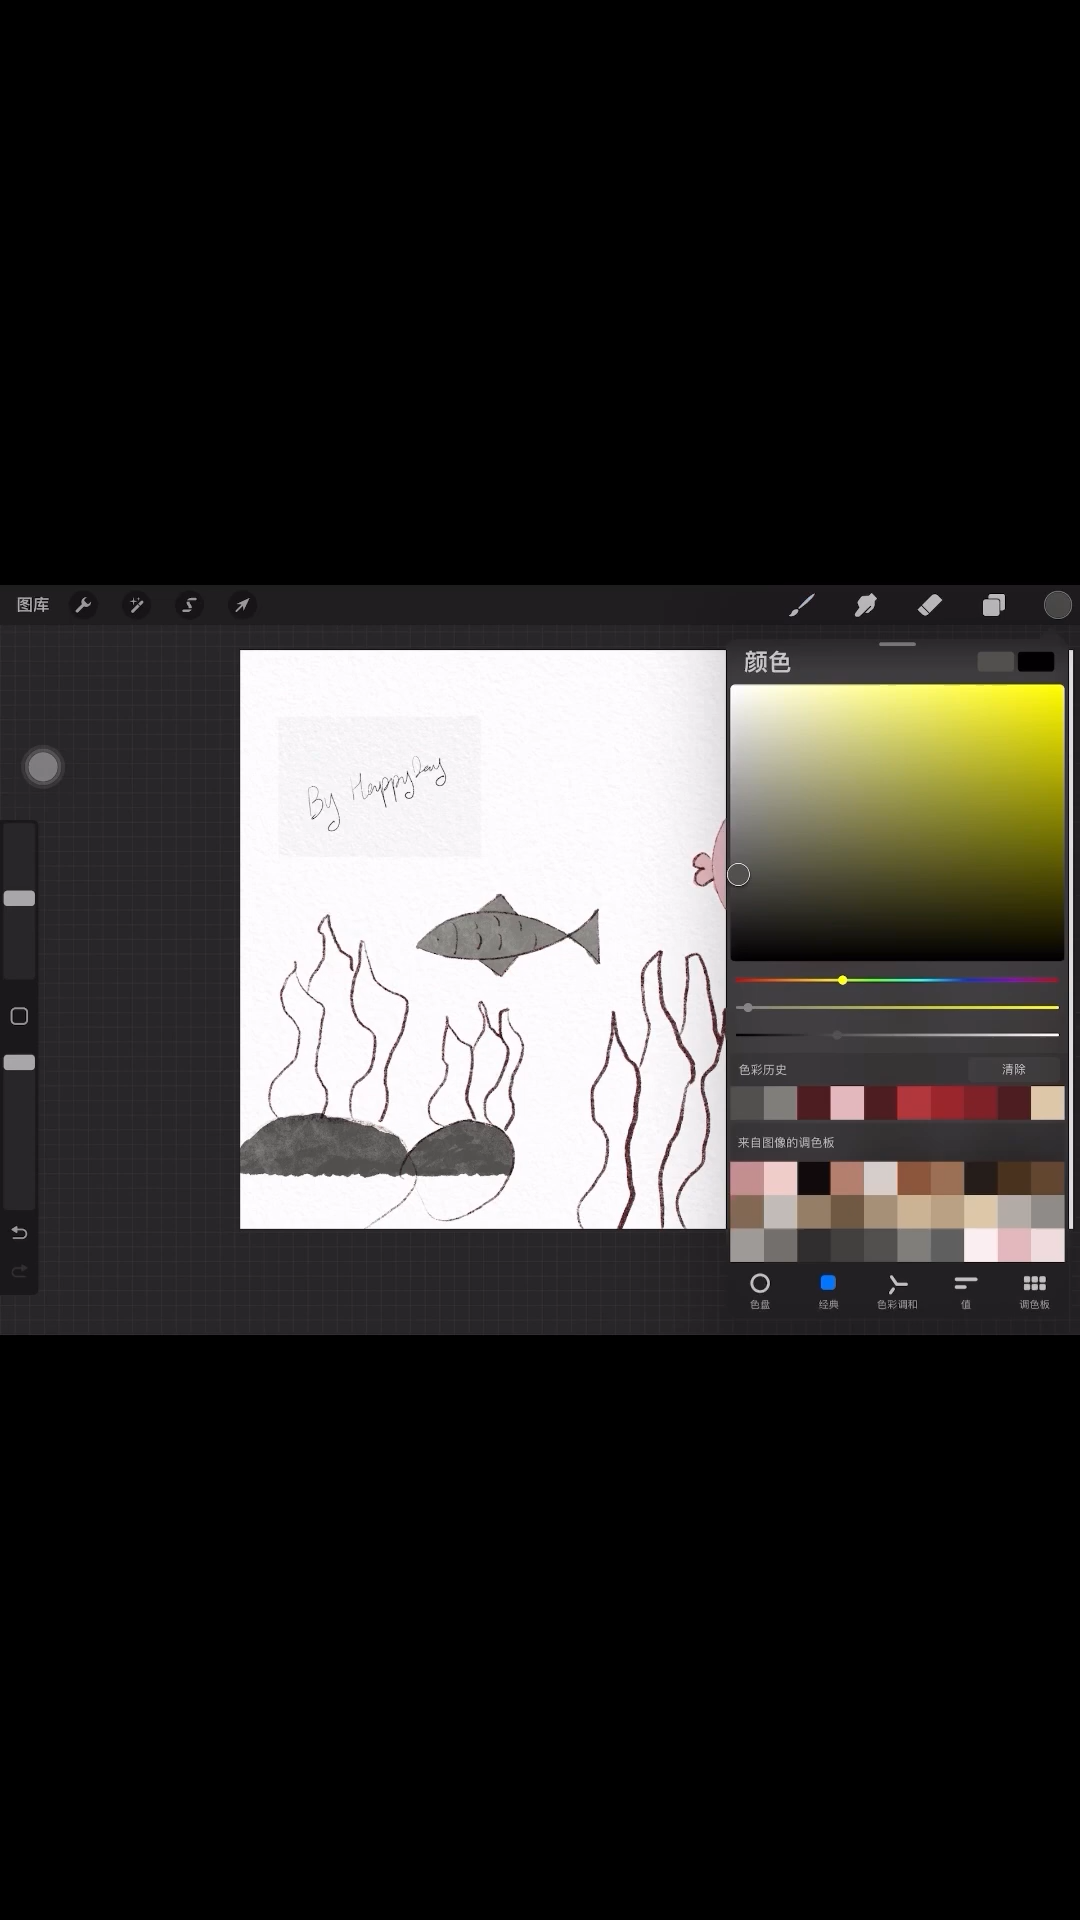 图库
颜色
By HappyDay
色彩历史
清除
来自图像的调色板
色盘
经典
色彩调和
值
调色板